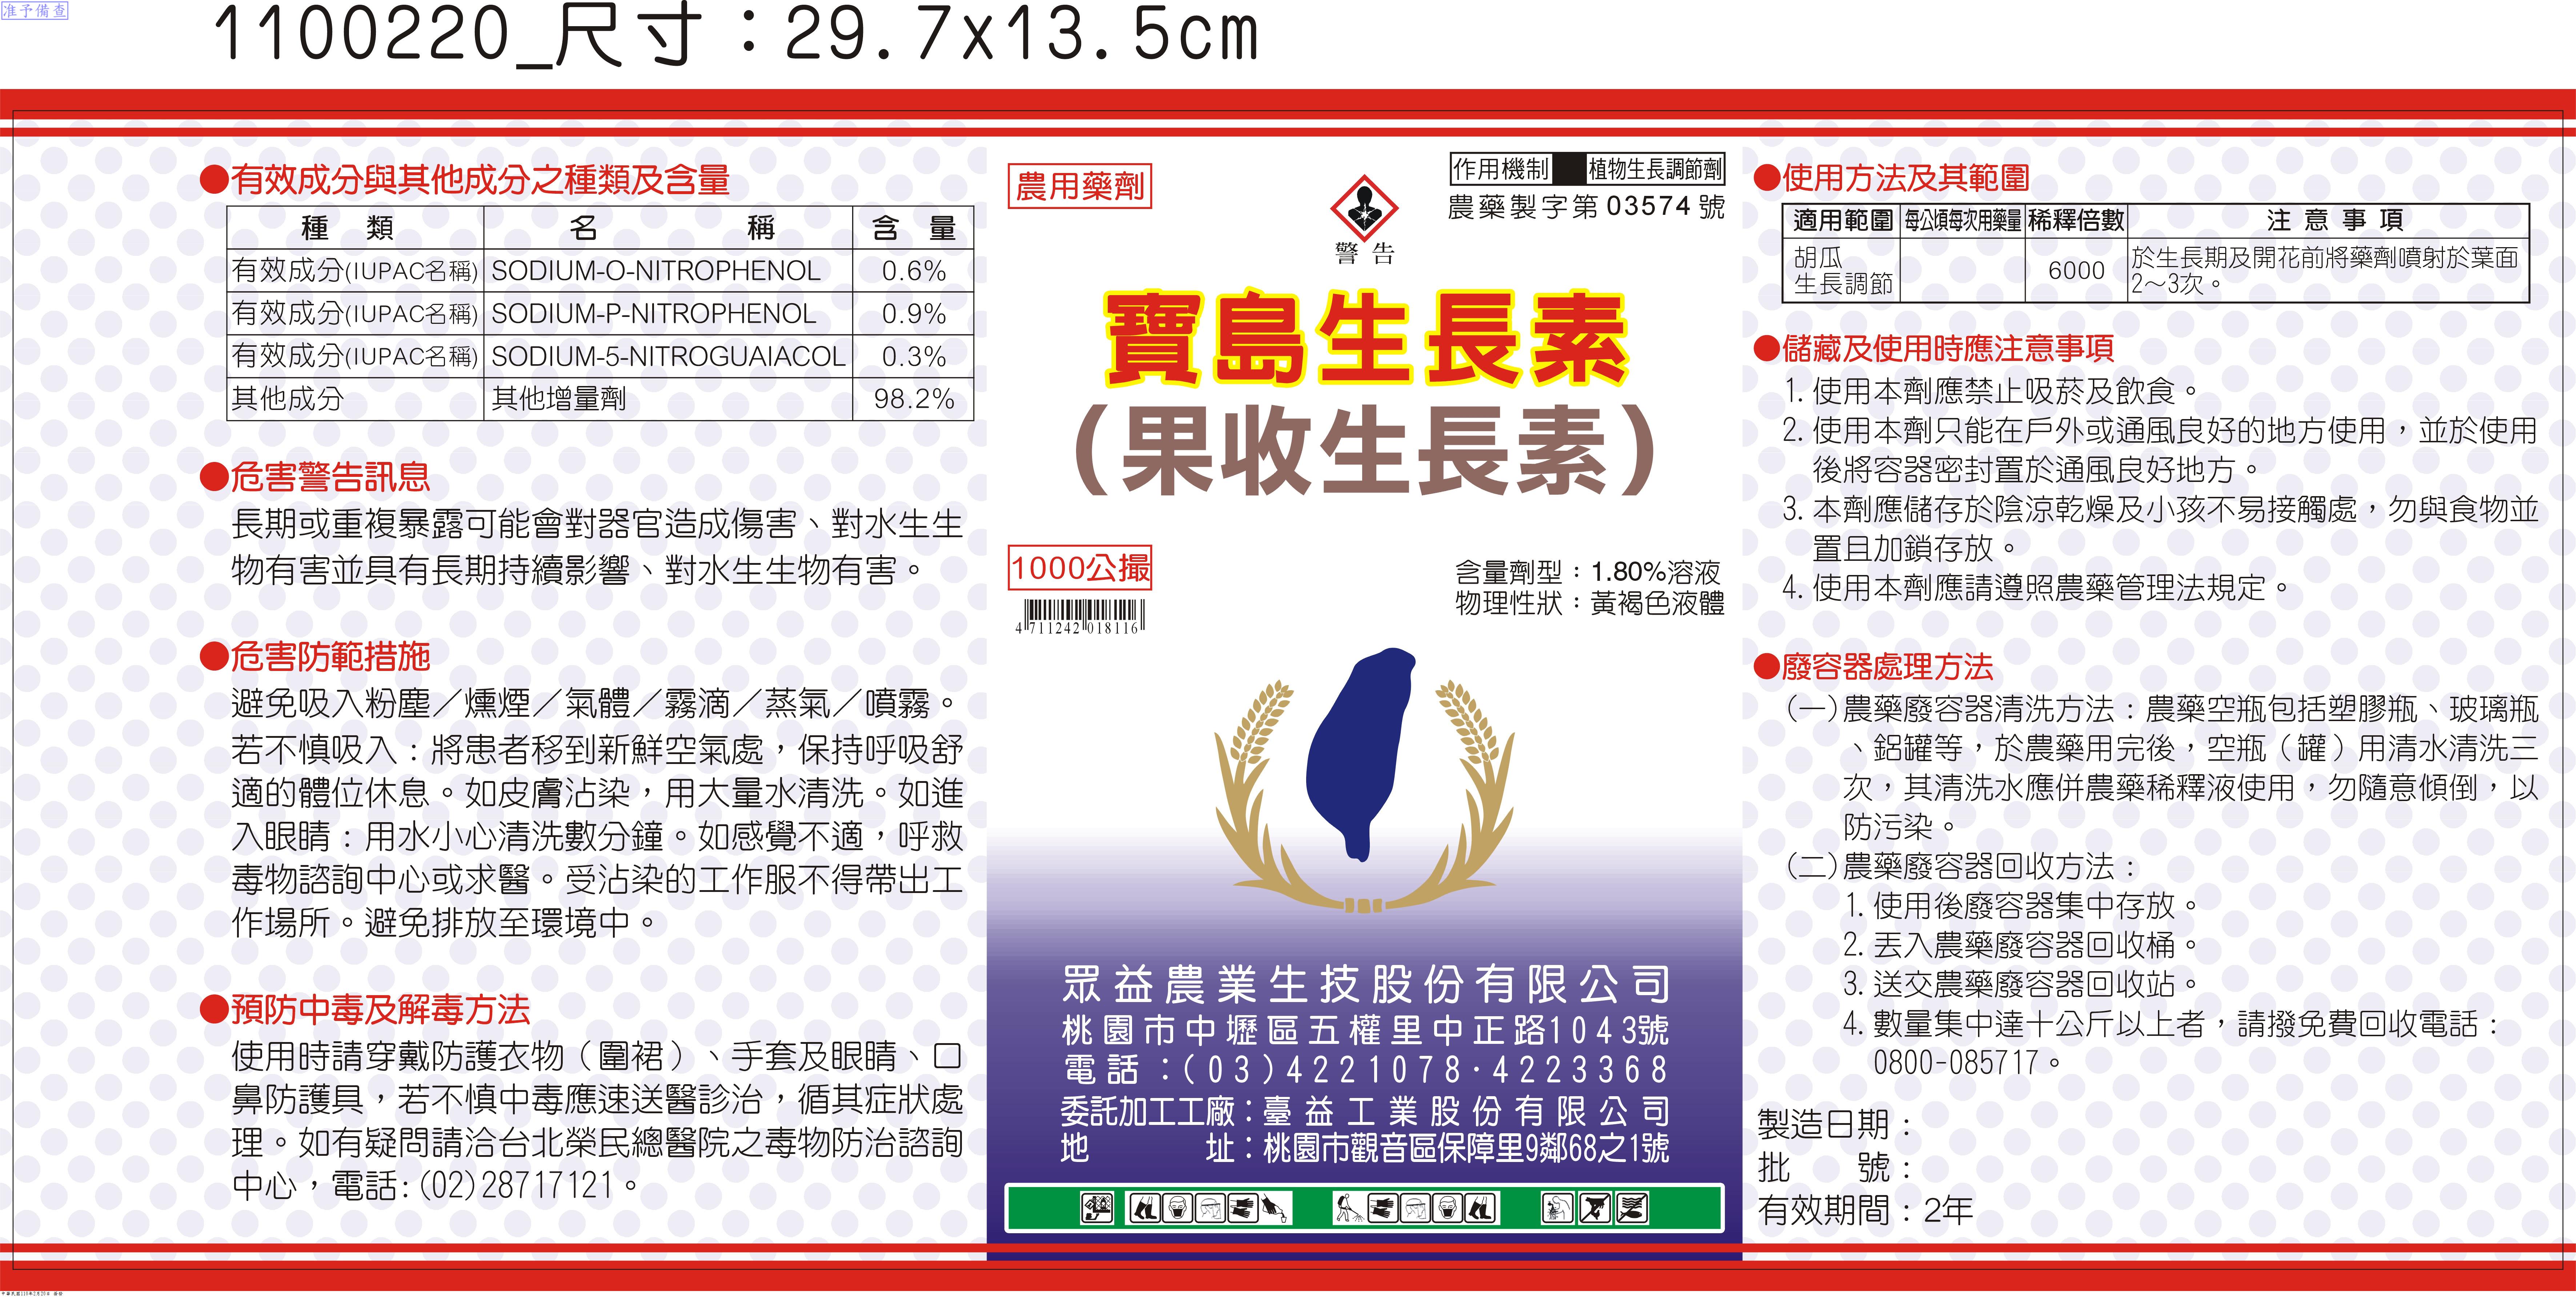 准予備查
1100220_尺寸：29.7x13.5cm
●有效成分與其他成分之種類及含量
種 類 名 稱 含 量
有效成分(IUPAC名稱) SODIUM-O-NITROPHENOL 0.6%
有效成分(IUPAC名稱) SODIUM-P-NITROPHENOL 0.9%
有效成分(IUPAC名稱) SODIUM-5-NITROGUAIACOL 0.3%
其他成分 其他增量劑 98.2%
●危害警告訊息
長期或重複暴露可能會對器官造成傷害、對水生生
物有害並具有長期持續影響、對水生生物有害。
●危害防範措施
避免吸入粉塵／燻煙／氣體／霧滴／蒸氣／噴霧。
若不慎吸入：將患者移到新鮮空氣處，保持呼吸舒
適的體位休息。如皮膚沾染，用大量水清洗。如進
入眼睛：用水小心清洗數分鐘。如感覺不適，呼救
毒物諮詢中心或求醫。受沾染的工作服不得帶出工
作場所。避免排放至環境中。
●預防中毒及解毒方法
使用時請穿戴防護衣物（圍裙）、手套及眼睛、口
鼻防護具，若不慎中毒應速送醫診治，循其症狀處
理。如有疑問請洽台北榮民總醫院之毒物防治諮詢
中心，電話:(02)28717121。
農用藥劑
警告
作用機制 植物生長調節劑
農藥製字第 03574 號
寶島生長素
(果收生長素)
1000公撮
4 711242 018116
含量劑型：1.80%溶液
物理性狀：黃褐色液體
眾益農業生技股份有限公司
桃園市中壢區五權里中正路1043號
電話:(03)4221078·4223368
委託加工工廠:臺益工業股份有限公司
地 址:桃園市觀音區保障里9鄰68之1號
●使用方法及其範圍
適用範圍 每公頃每次用藥量 稀釋倍數 注意事項
胡瓜
生長調節 6000 於生長期及開花前將藥劑噴射於葉面
2～3次。
●儲藏及使用時應注意事項
1. 使用本劑應禁止吸菸及飲食。
2. 使用本劑只能在戶外或通風良好的地方使用，並於使用
後將容器密封置於通風良好地方。
3. 本劑應儲存於陰涼乾燥及小孩不易接觸處，勿與食物並
置且加鎖存放。
4. 使用本劑應請遵照農藥管理法規定。
●廢容器處理方法
(一)農藥廢容器清洗方法：農藥空瓶包括塑膠瓶、玻璃瓶
、鋁罐等，於農藥用完後，空瓶（罐）用清水清洗三
次，其清洗水應併農藥稀釋液使用，勿隨意傾倒，以
防污染。
(二)農藥廢容器回收方法：
1. 使用後廢容器集中存放。
2. 丟入農藥廢容器回收桶。
3. 送交農藥廢容器回收站。
4. 數量集中達十公斤以上者，請撥免費回收電話：
0800-085717。
製造日期：
批 號：
有效期間：2年